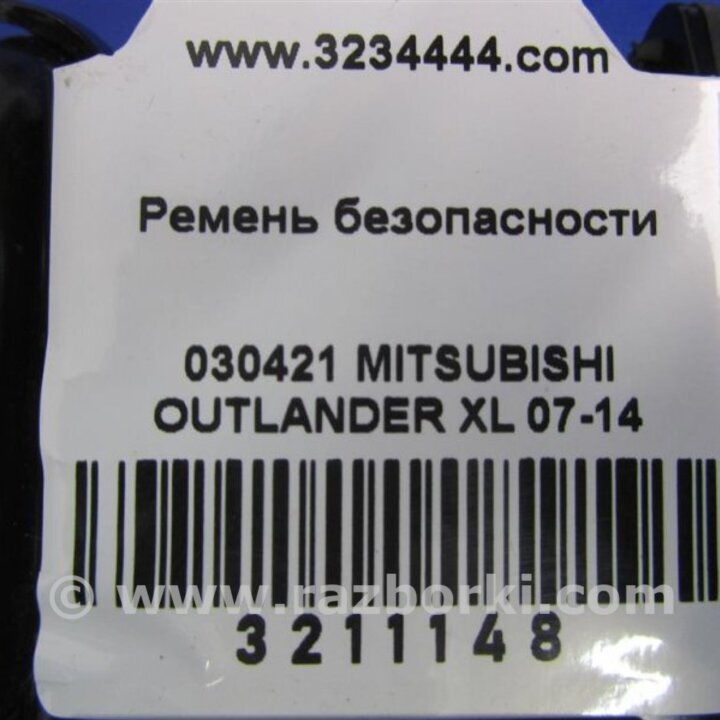 www.3234444.com
Ремень безопасности
030421 MITSUBISHI
OUTLANDER XL 07-14
© www.razborki.com
3211148